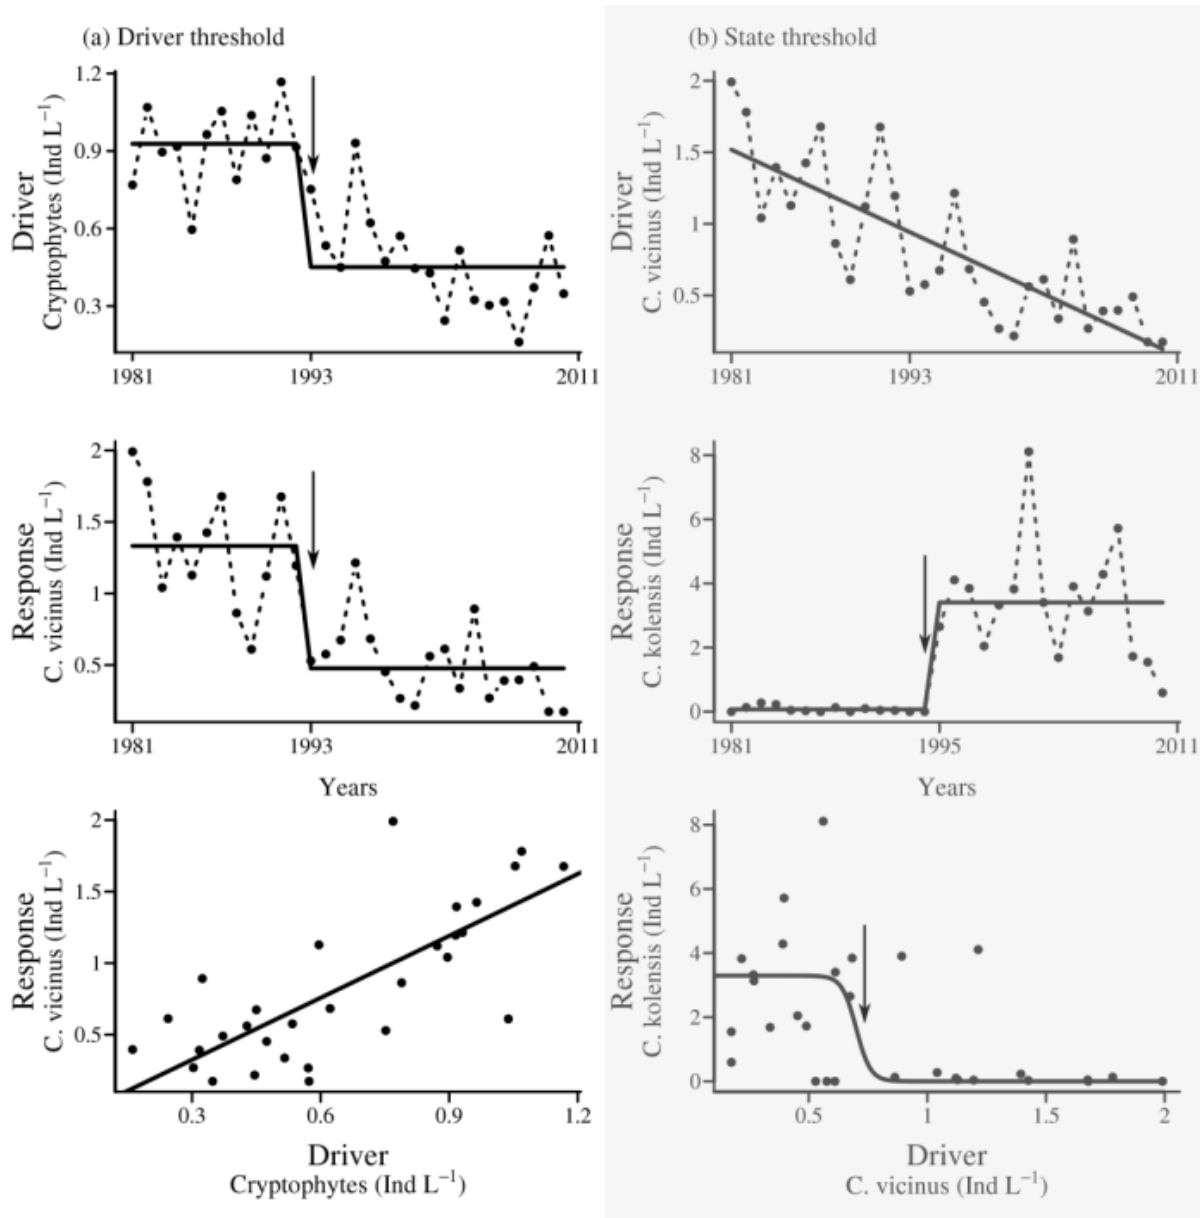 (a) Driver threshold
Driver
Cryptophytes (Ind L⁻¹)
1.2
0.9
0.6
0.3
1981
1993
2011
Response
C. vicinus (Ind L⁻¹)
2
1.5
1
0.5
1981
1993
2011
Years
Response
C. vicinus (Ind L⁻¹)
2
1.5
1
0.5
0.3
0.6
0.9
1.2
Driver
Cryptophytes (Ind L⁻¹)
(b) State threshold
Driver
C. vicinus (Ind L⁻¹)
2
1.5
1
0.5
1981
1993
2011
Response
C. kolensis (Ind L⁻¹)
8
6
4
2
0
1981
1995
2011
Years
Response
C. kolensis (Ind L⁻¹)
8
6
4
2
0
0.5
1
1.5
2
Driver
C. vicinus (Ind L⁻¹)